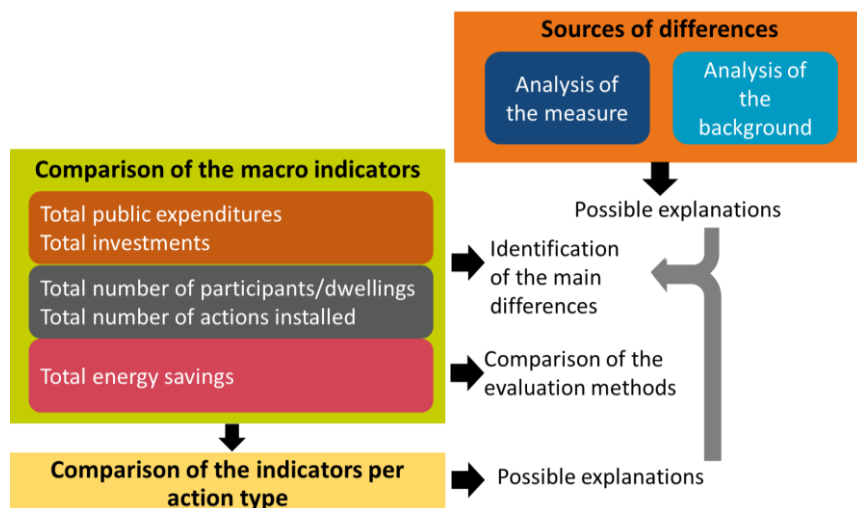 Sources of differences
Analysis of
the measure
Analysis of
the
background
Comparison of the macro indicators
Total public expenditures
Total investments
Total number of participants/dwellings
Total number of actions installed
Total energy savings
Possible explanations
Identification
of the main
differences
Comparison of the
evaluation methods
Comparison of the indicators per
action type
Possible explanations